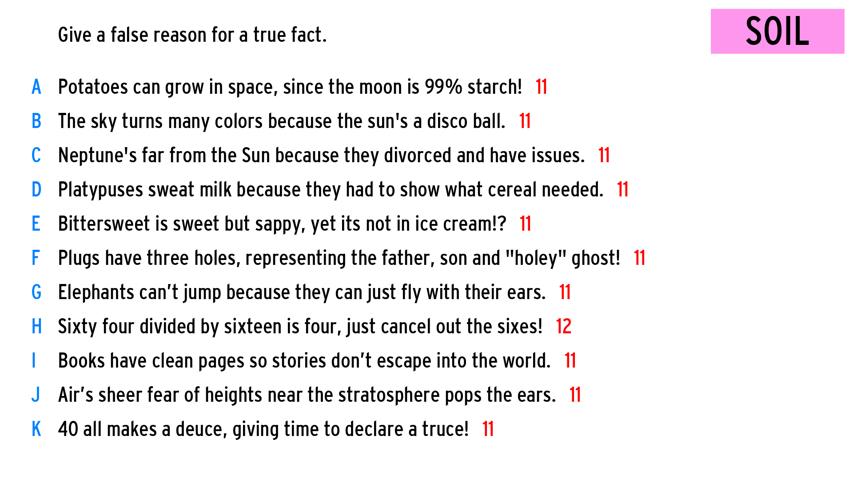 Give a false reason for a true fact.
SOIL
A Potatoes can grow in space, since the moon is 99% starch! 11
B The sky turns many colors because the sun's a disco ball. 11
C Neptune's far from the Sun because they divorced and have issues. 11
D Platypuses sweat milk because they had to show what cereal needed. 11
E Bittersweet is sweet but sappy, yet its not in ice cream!? 11
F Plugs have three holes, representing the father, son and "holey" ghost! 11
G Elephants can’t jump because they can just fly with their ears. 11
H Sixty four divided by sixteen is four, just cancel out the sixes! 12
I Books have clean pages so stories don’t escape into the world. 11
J Air’s sheer fear of heights near the stratosphere pops the ears. 11
K 40 all makes a deuce, giving time to declare a truce! 11